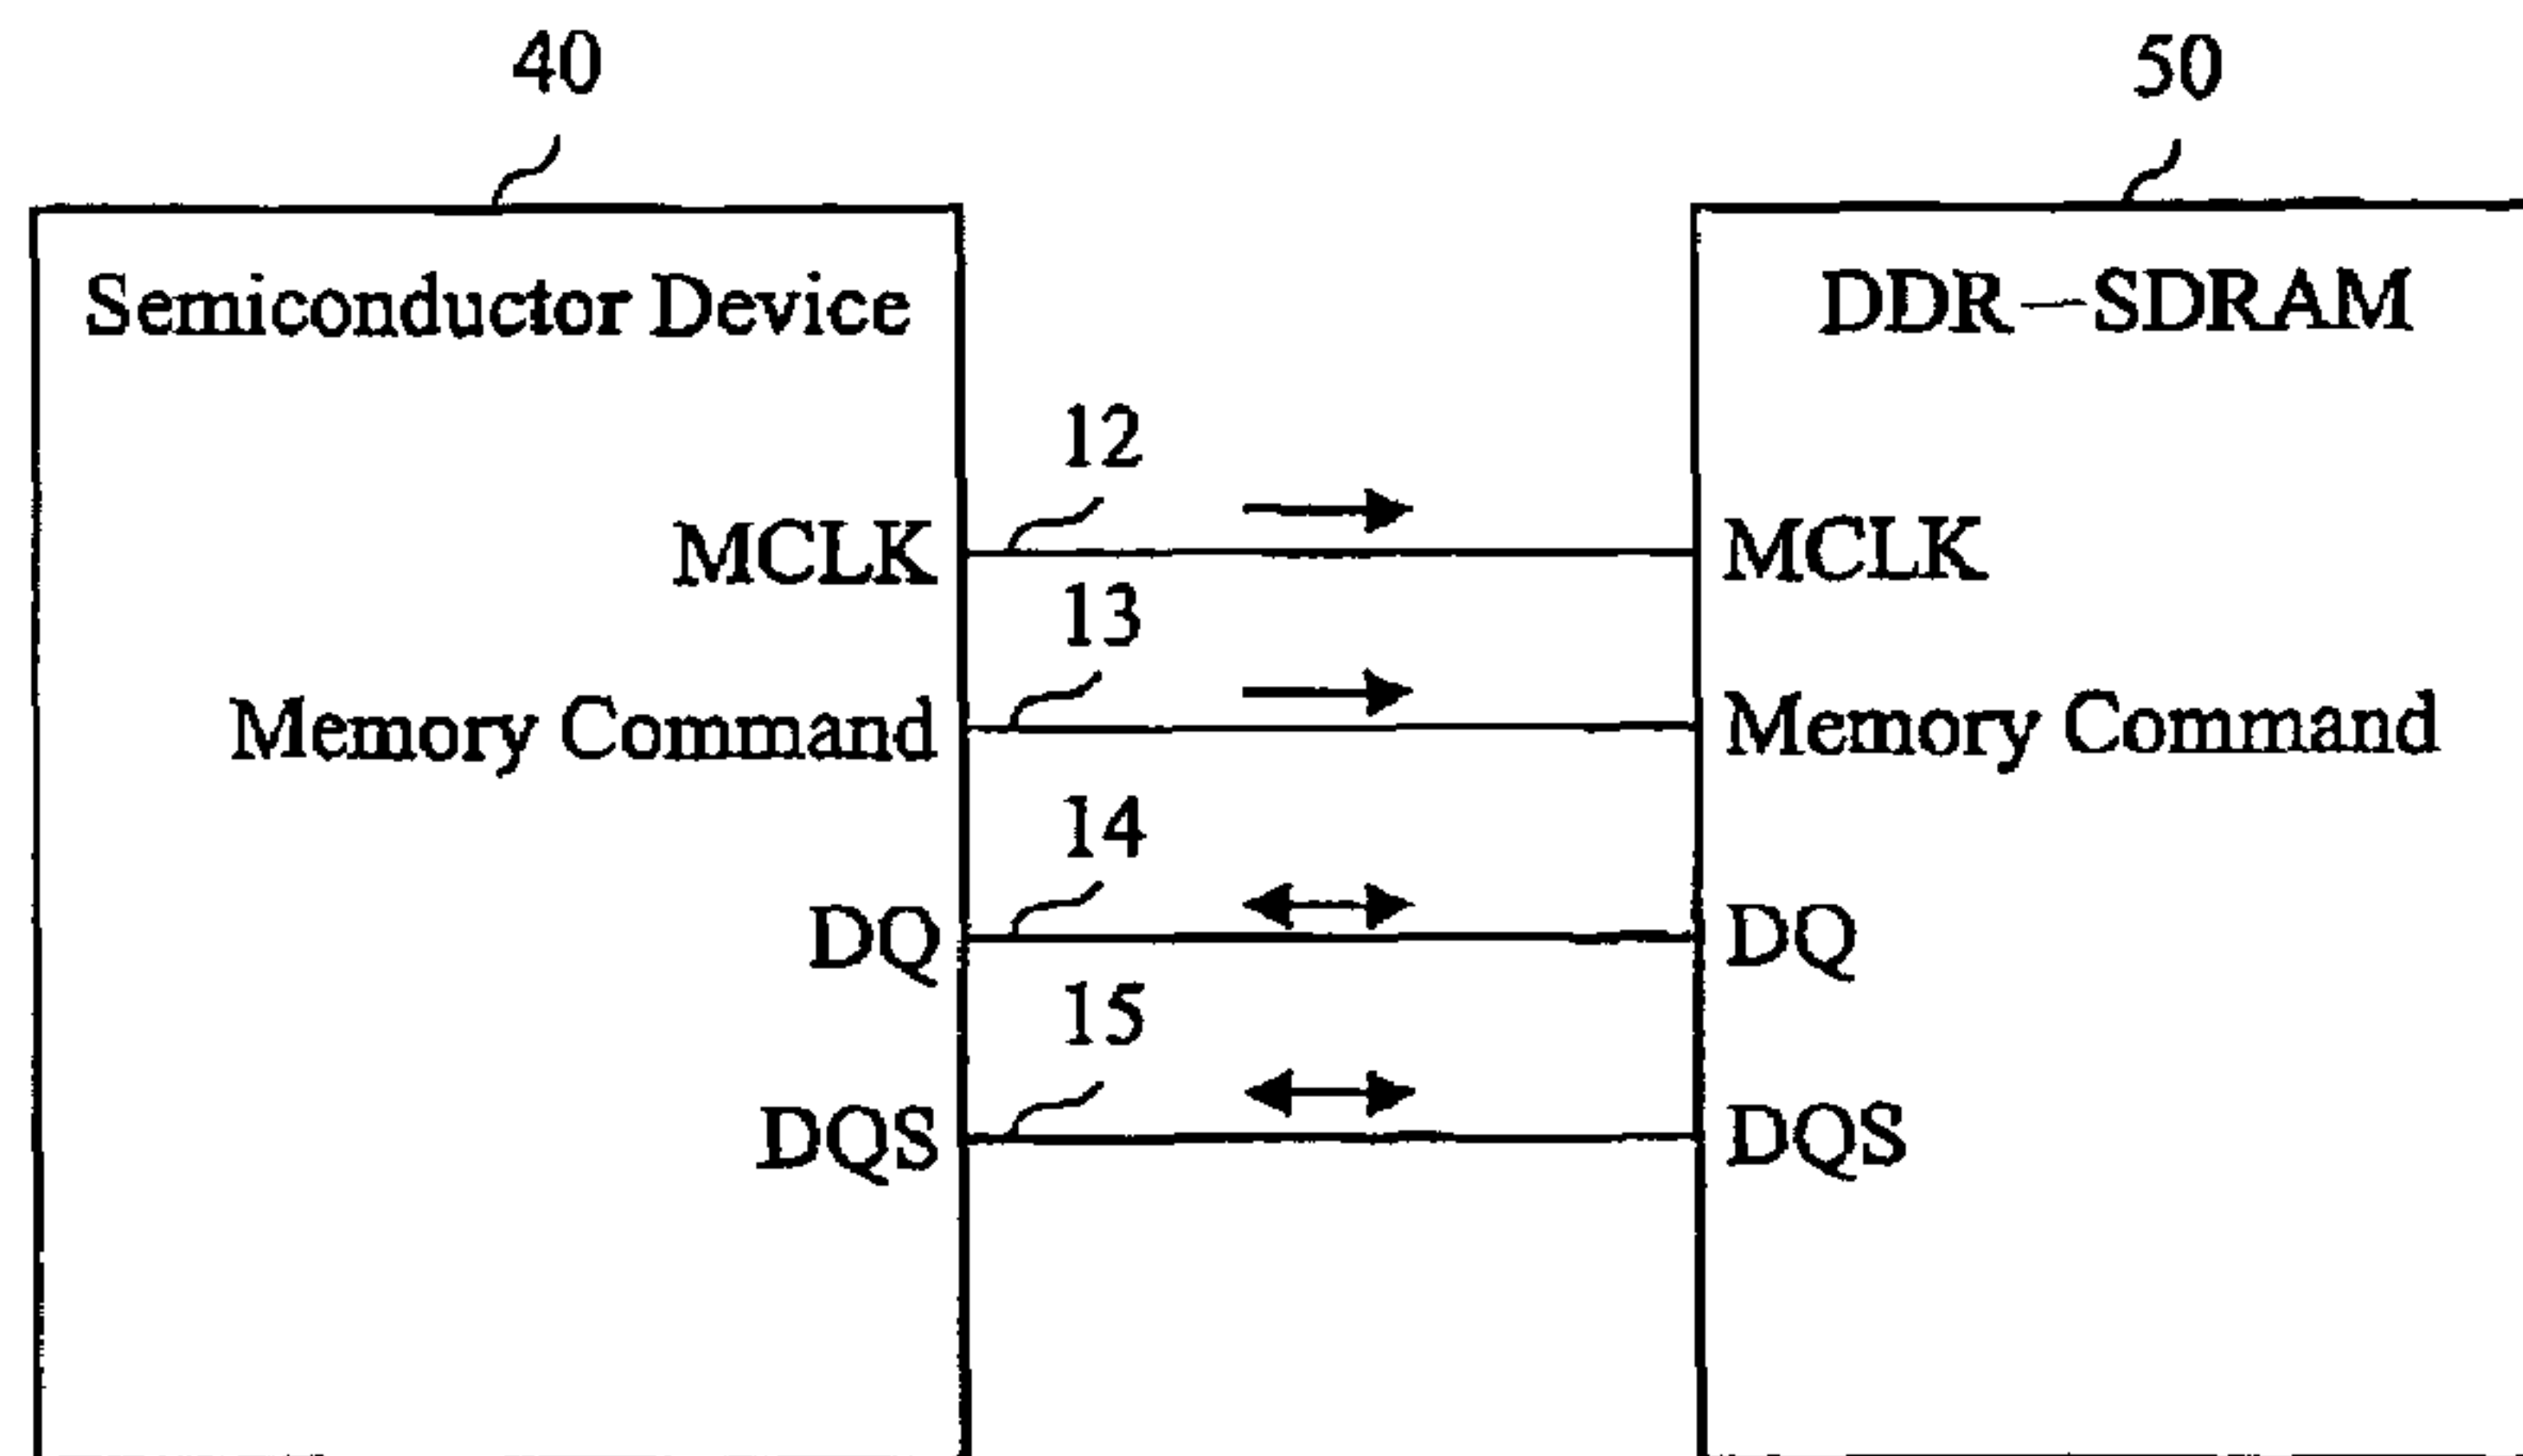 40
50
Semiconductor Device
DDR—SDRAM
12
MCLK
MCLK
13
Memory Command
Memory Command
14
DQ
DQ
15
DQS
DQS